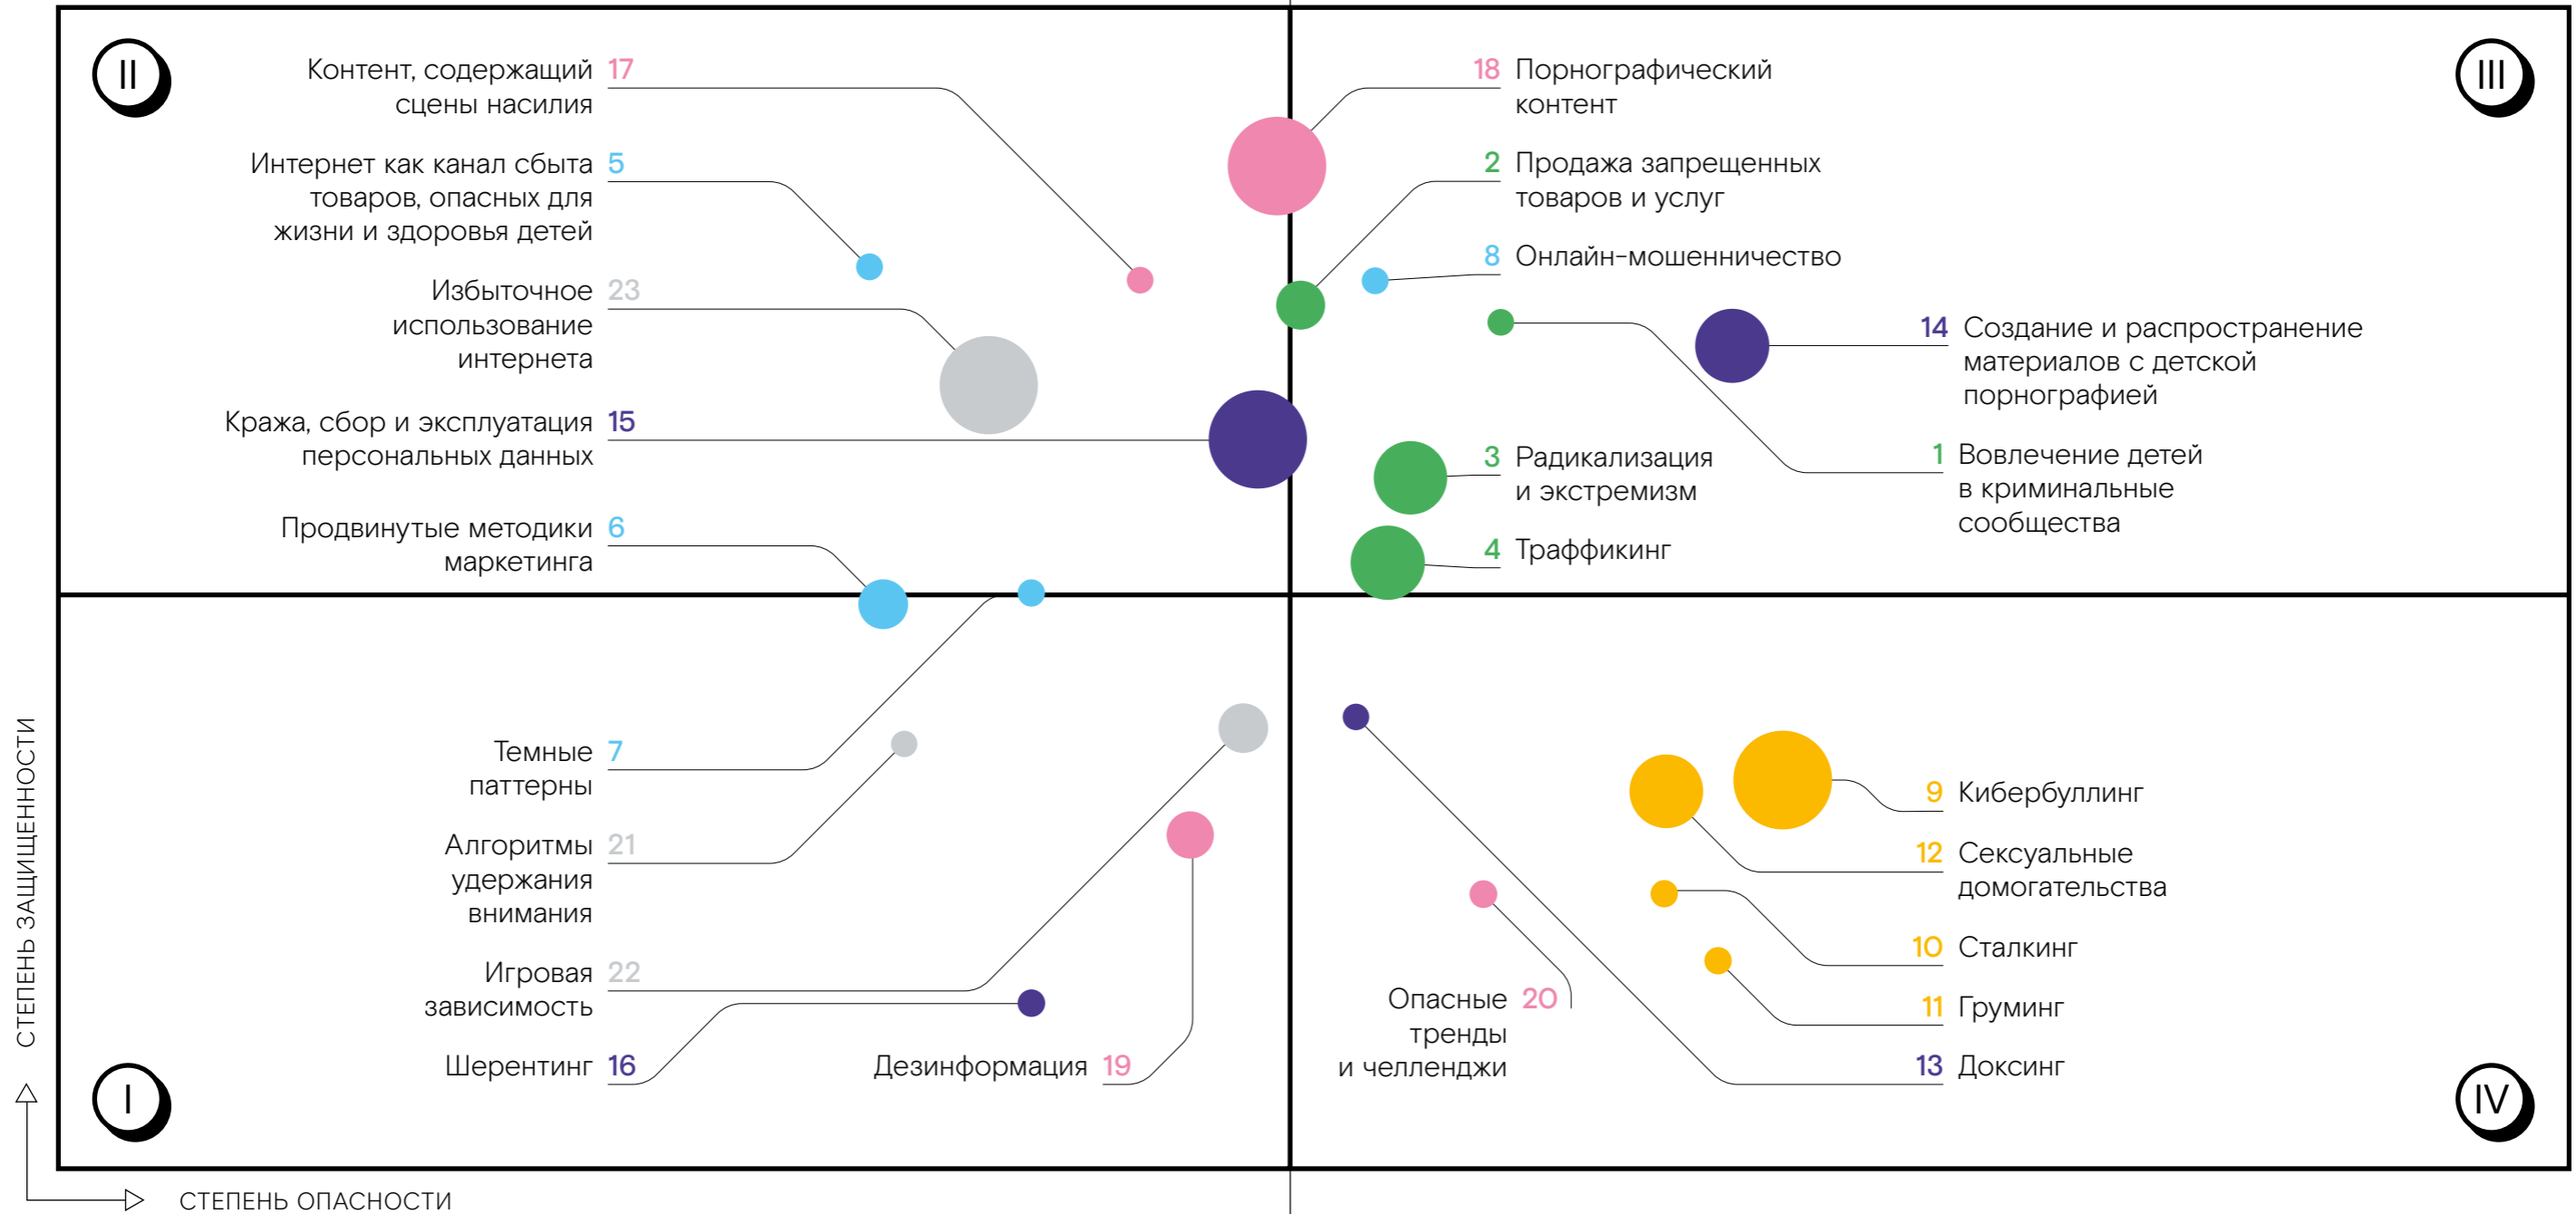 II
Контент, содержащий 17
сцены насилия
Интернет как канал сбыта 5
товаров, опасных для
жизни и здоровья детей
Избыточное 23
использование
интернета
Кража, сбор и эксплуатация 15
персональных данных
Продвинутые методики 6
маркетинга
III
18 Порнографический
контент
2 Продажа запрещенных
товаров и услуг
8 Онлайн-мошенничество
14 Создание и распространение
материалов с детской
порнографией
3 Радикализация
и экстремизм
1 Вовлечение детей
в криминальные
сообщества
4 Траффикинг
Темные 7
паттерны
Алгоритмы 21
удержания
внимания
Игровая 22
зависимость
Шерентинг 16
Дезинформация 19
I
9 Кибербуллинг
12 Сексуальные
домогательства
10 Сталкинг
11 Груминг
13 Доксинг
Опасные 20
тренды
и челленджи
IV
СТЕПЕНЬ ЗАЩИЩЕННОСТИ
СТЕПЕНЬ ОПАСНОСТИ